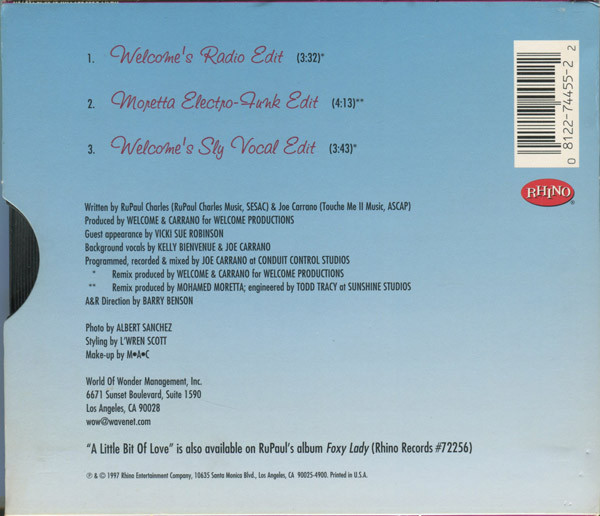 1. Welcome's Radio Edit (3:32)*
2. Moretta Electro-Funk Edit (4:13)**
3. Welcome's Sly Vocal Edit (3:43)*
0 8122-74455-2 2
RHINO®
Written by RuPaul Charles (RuPaul Charles Music, SESAC) & Joe Carrano (Touche Me II Music, ASCAP)
Produced by WELCOME & CARRANO for WELCOME PRODUCTIONS
Guest appearance by VICKI SUE ROBINSON
Background vocals by KELLY BIENVENUE & JOE CARRANO
Programmed, recorded & mixed by JOE CARRANO at CONDUIT CONTROL STUDIOS
* Remix produced by WELCOME & CARRANO for WELCOME PRODUCTIONS
** Remix produced by MOHAMED MORETTA; engineered by TODD TRACY at SUNSHINE STUDIOS
A&R Direction by BARRY BENSON
Photo by ALBERT SANCHEZ
Styling by L'WREN SCOTT
Make-up by M•A•C
World Of Wonder Management, Inc.
6671 Sunset Boulevard, Suite 1590
Los Angeles, CA 90028
wow@wavenet.com
"A Little Bit Of Love" is also available on RuPaul's album Foxy Lady (Rhino Records #72256)
℗ & © 1997 Rhino Entertainment Company, 10635 Santa Monica Blvd., Los Angeles, CA 90025-4900. Printed in U.S.A.